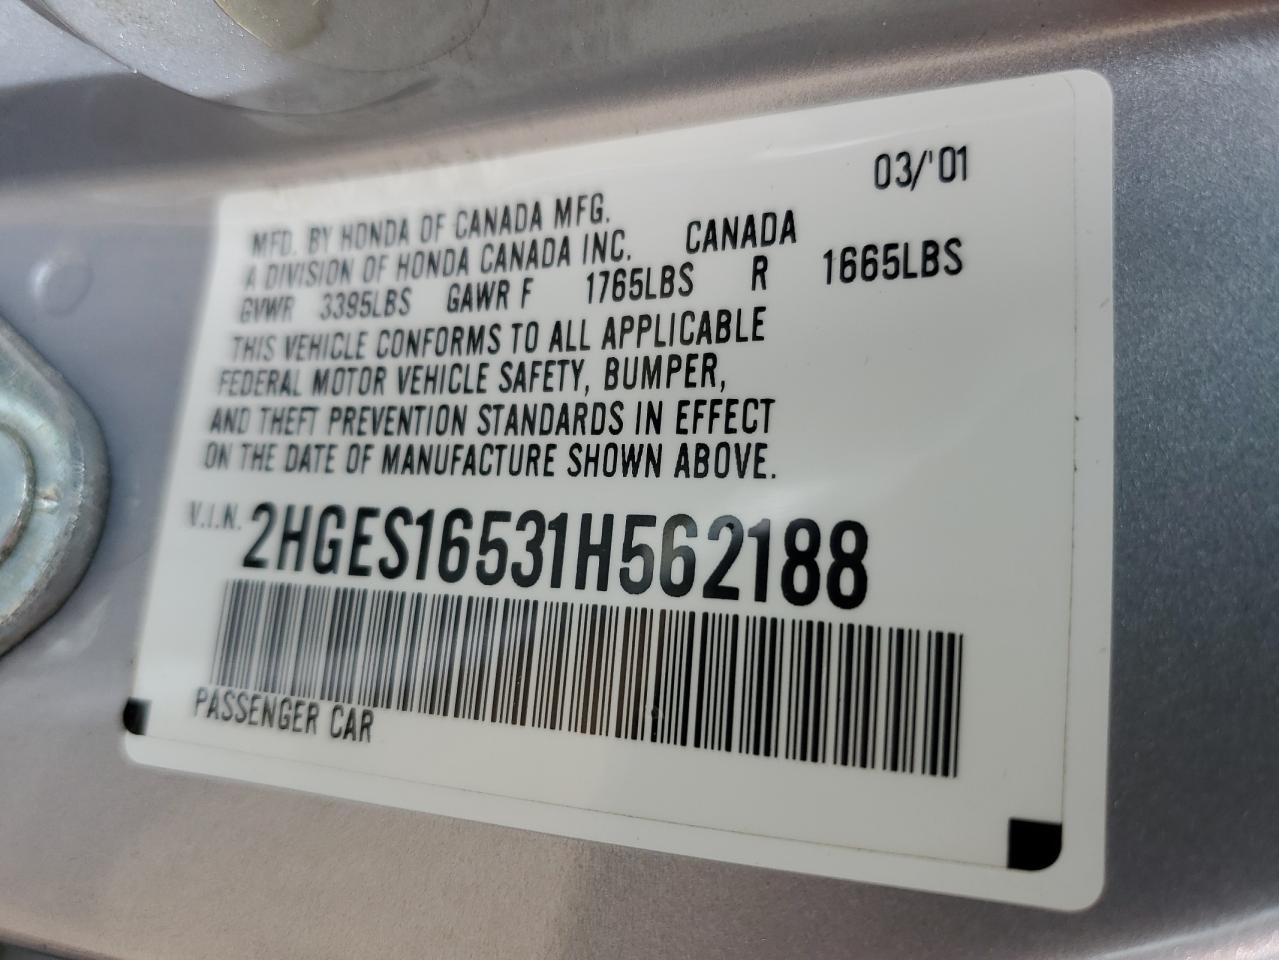 03/'01
MFD. BY HONDA OF CANADA MFG.
A DIVISION OF HONDA CANADA INC. CANADA
GVWR 3395LBS GAWR F 1765LBS R 1665LBS
THIS VEHICLE CONFORMS TO ALL APPLICABLE
FEDERAL MOTOR VEHICLE SAFETY, BUMPER,
AND THEFT PREVENTION STANDARDS IN EFFECT
ON THE DATE OF MANUFACTURE SHOWN ABOVE.
V.I.N. 2HGES16531H562188
PASSENGER CAR